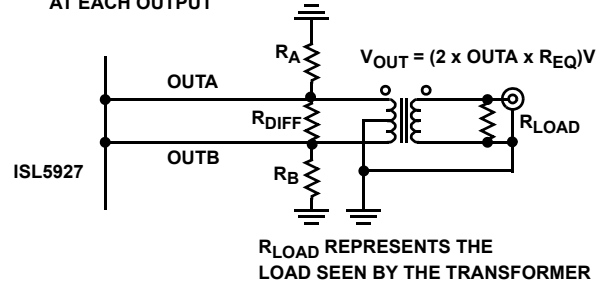 AT EACH OUTPUT
RA
VOUT = (2 x OUTA x REQ)V
OUTA
RDIFF
RLOAD
OUTB
RB
ISL5927
RLOAD REPRESENTS THE
LOAD SEEN BY THE TRANSFORMER